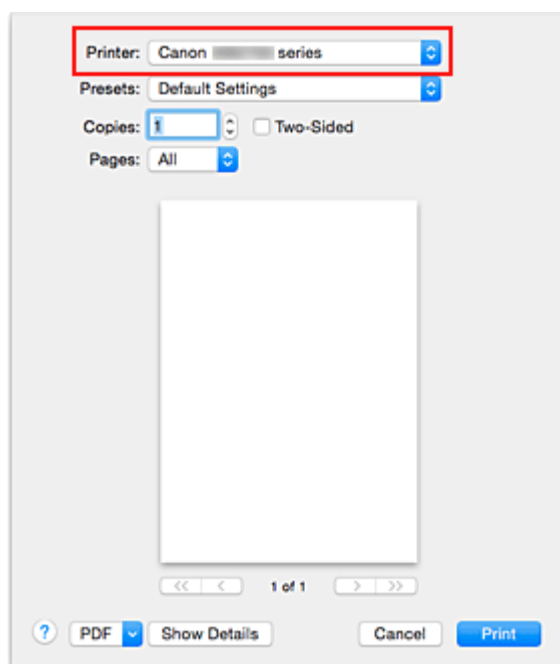 Printer: Canon series
Presets: Default Settings
Copies: 1 Two-Sided
Pages: All
<< < 1 of 1 > >>
? PDF Show Details Cancel Print